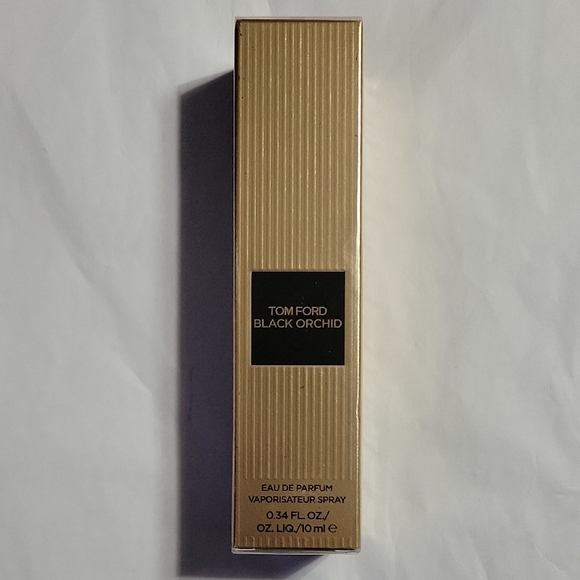 TOM FORD
BLACK ORCHID
EAU DE PARFUM
VAPORISATEUR SPRAY
0.34 FL. OZ./
OZ. LIQ./10 ml ℮